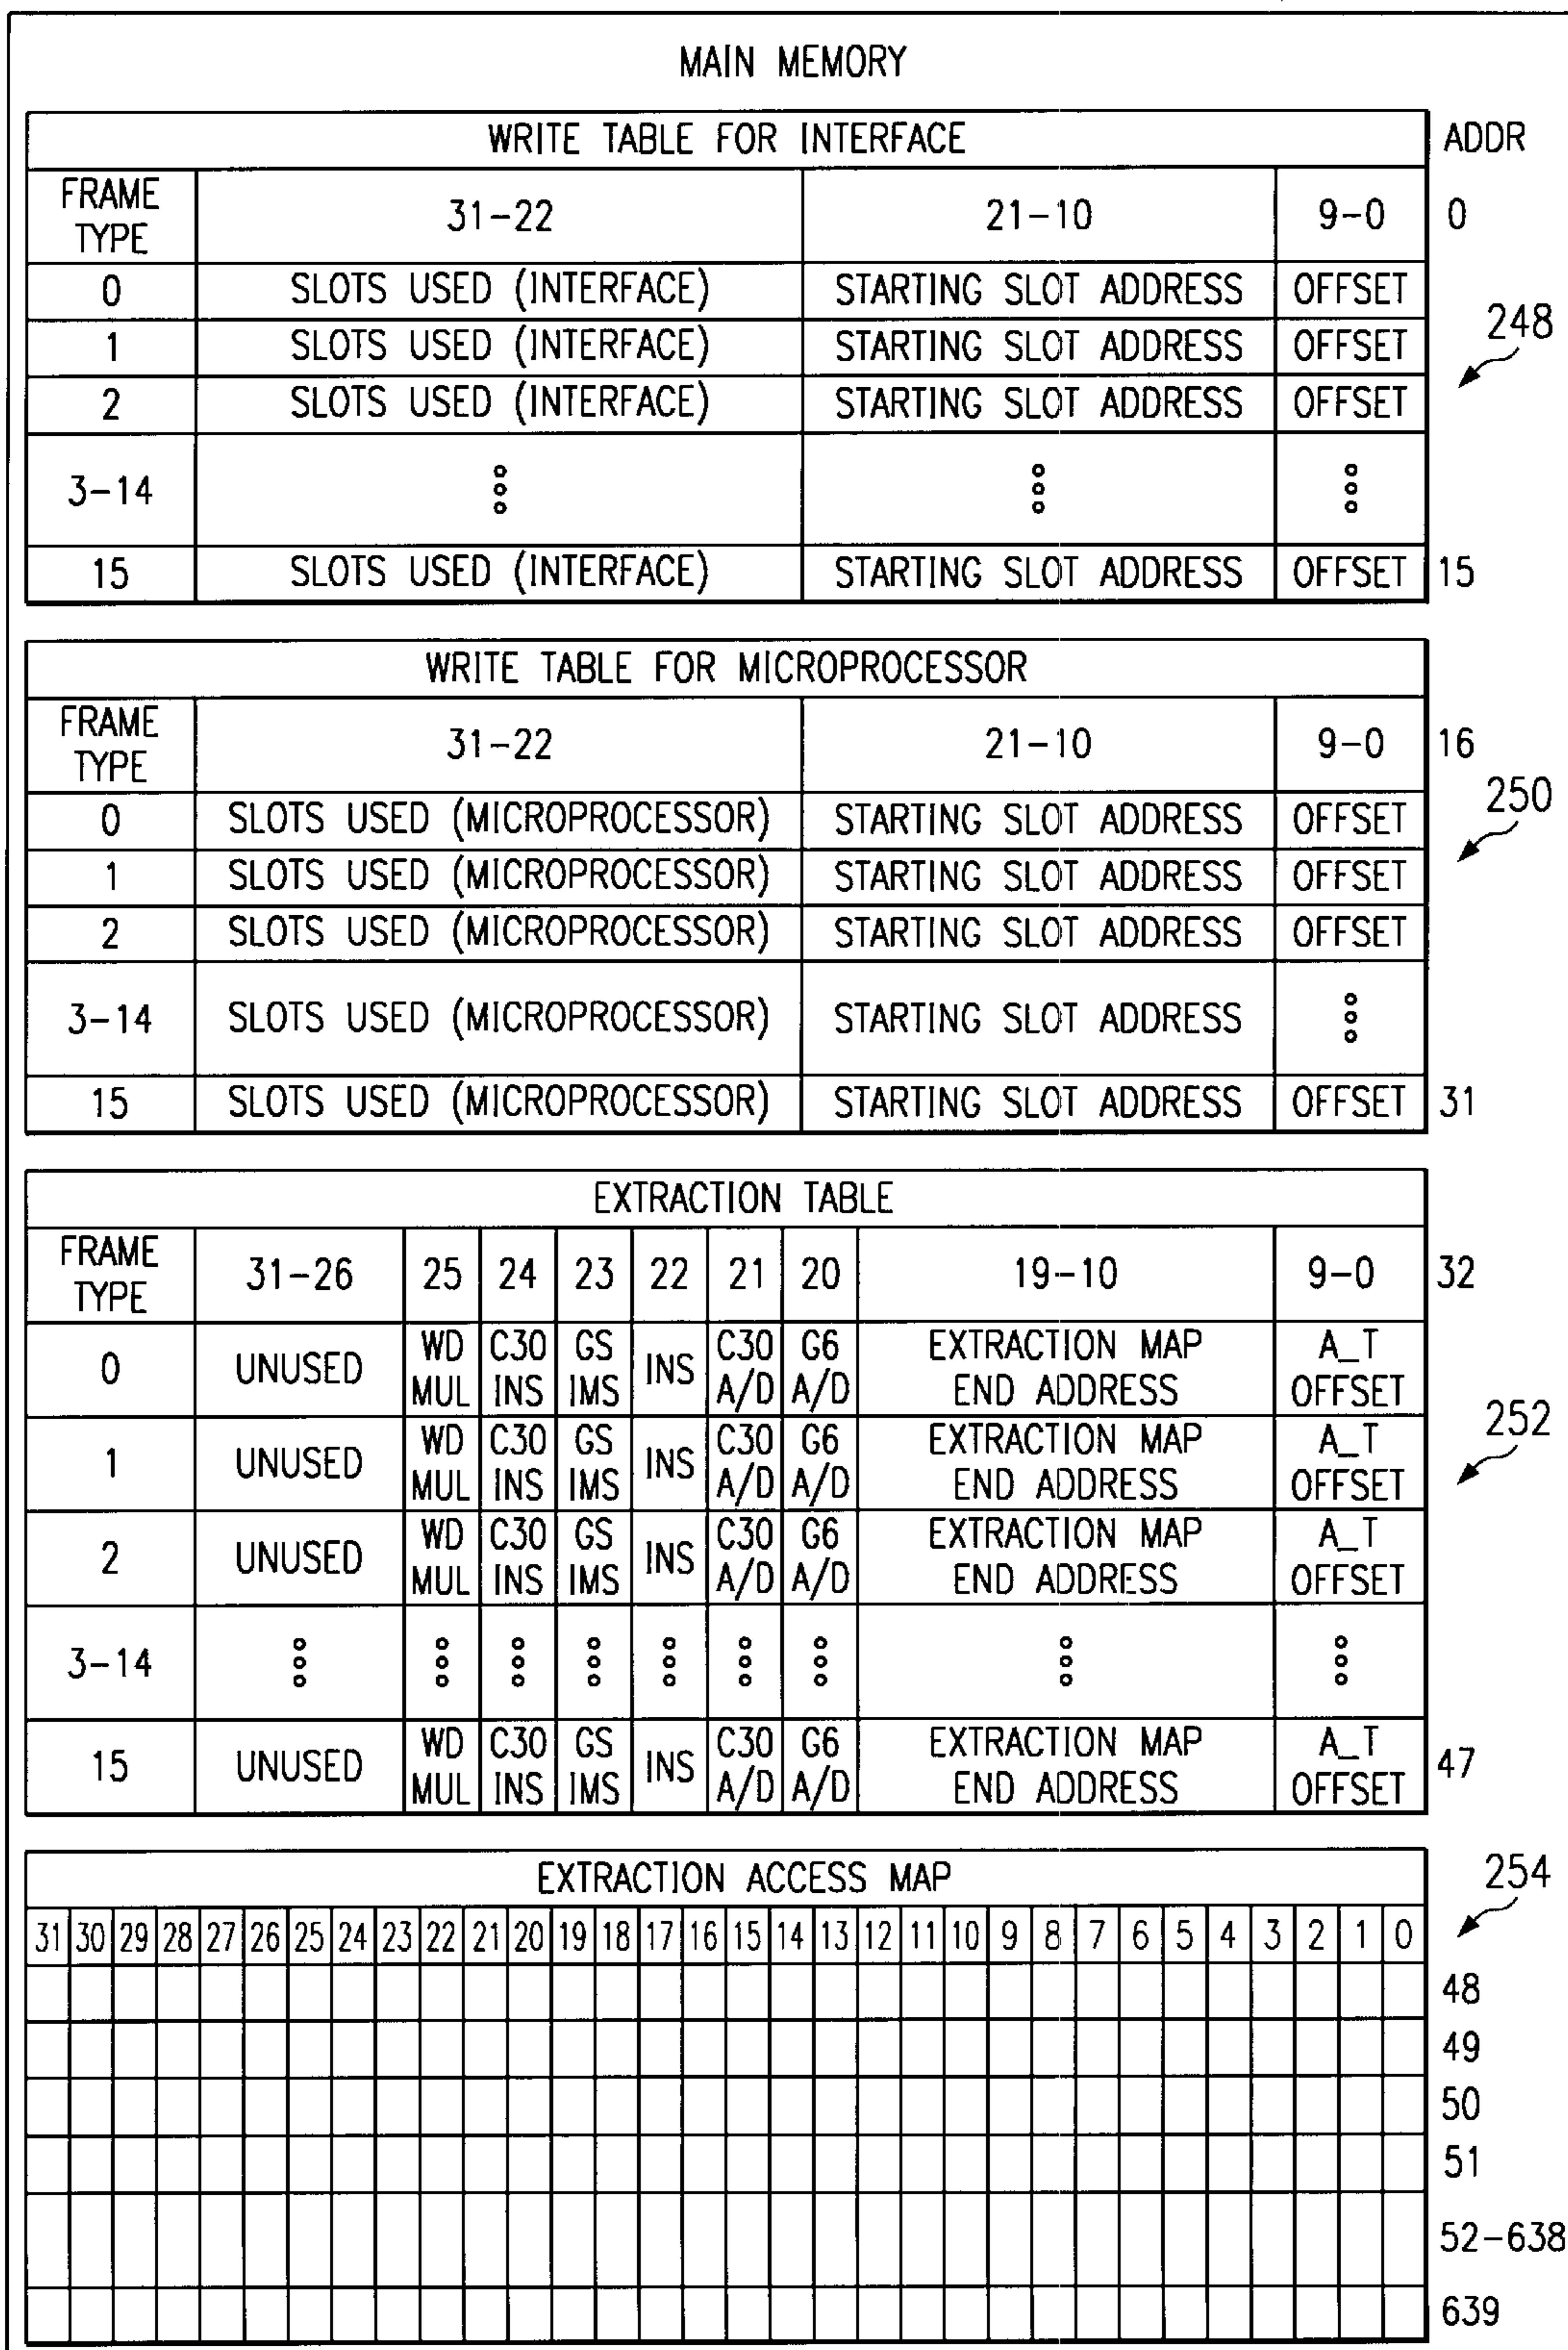 MAIN MEMORY
WRITE TABLE FOR INTERFACE ADDR
FRAME TYPE 31-22 21-10 9-0 0
0 SLOTS USED (INTERFACE) STARTING SLOT ADDRESS OFFSET
1 SLOTS USED (INTERFACE) STARTING SLOT ADDRESS OFFSET 248
2 SLOTS USED (INTERFACE) STARTING SLOT ADDRESS OFFSET
3-14
15 SLOTS USED (INTERFACE) STARTING SLOT ADDRESS OFFSET 15
WRITE TABLE FOR MICROPROCESSOR
FRAME TYPE 31-22 21-10 9-0 16
0 SLOTS USED (MICROPROCESSOR) STARTING SLOT ADDRESS OFFSET 250
1 SLOTS USED (MICROPROCESSOR) STARTING SLOT ADDRESS OFFSET
2 SLOTS USED (MICROPROCESSOR) STARTING SLOT ADDRESS OFFSET
3-14 SLOTS USED (MICROPROCESSOR) STARTING SLOT ADDRESS
15 SLOTS USED (MICROPROCESSOR) STARTING SLOT ADDRESS OFFSET 31
EXTRACTION TABLE
FRAME TYPE 31-26 25 24 23 22 21 20 19-10 9-0 32
0 UNUSED WD MUL C30 INS GS IMS INS C30 A/D G6 A/D EXTRACTION MAP END ADDRESS A_T OFFSET
1 UNUSED WD MUL C30 INS GS IMS INS C30 A/D G6 A/D EXTRACTION MAP END ADDRESS A_T OFFSET 252
2 UNUSED WD MUL C30 INS GS IMS INS C30 A/D G6 A/D EXTRACTION MAP END ADDRESS A_T OFFSET
3-14
15 UNUSED WD MUL C30 INS GS IMS INS C30 A/D G6 A/D EXTRACTION MAP END ADDRESS A_T OFFSET 47
EXTRACTION ACCESS MAP 254
31 30 29 28 27 26 25 24 23 22 21 20 19 18 17 16 15 14 13 12 11 10 9 8 7 6 5 4 3 2 1 0
48
49
50
51
52-638
639